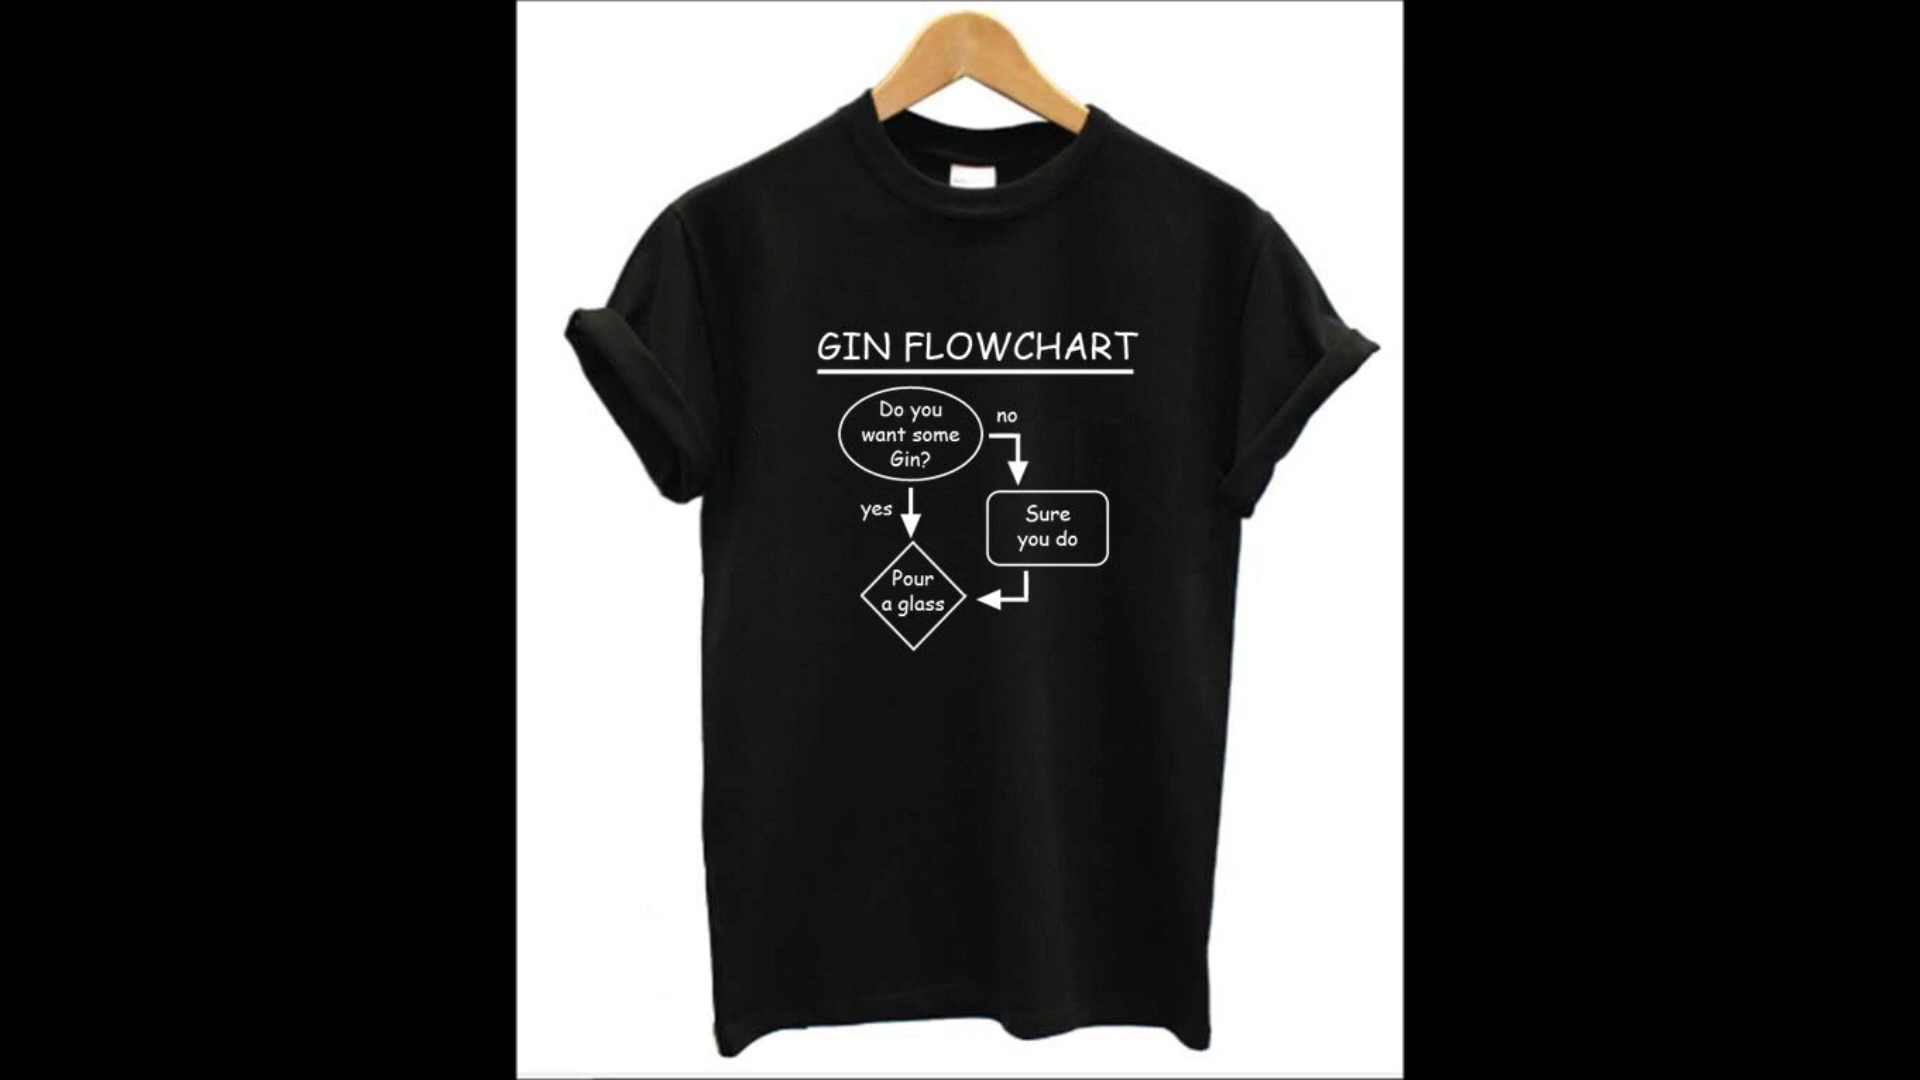 GIN FLOWCHART
Do you
want some
Gin?
no
yes
Sure
you do
Pour
a glass